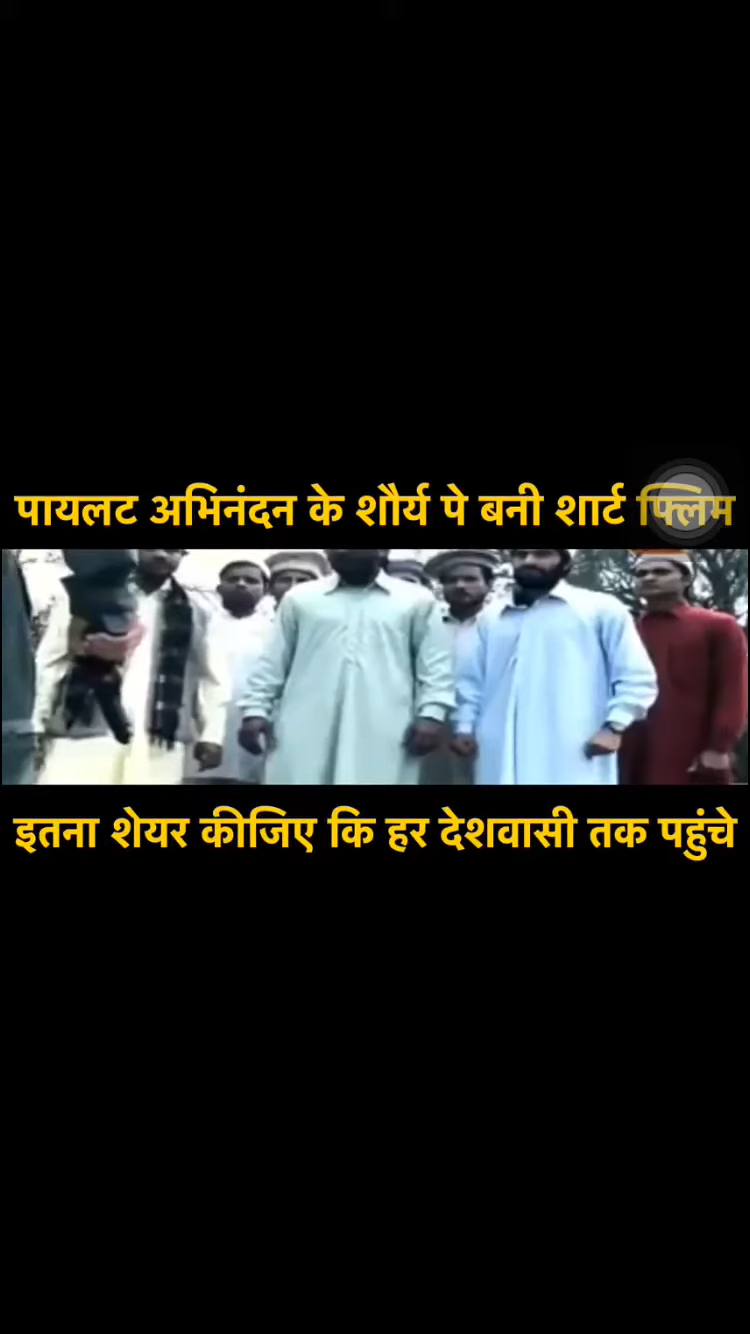 पायलट अभिनंदन के शौर्य पे बनी शार्ट फ्लिम
इतना शेयर कीजिए कि हर देशवासी तक पहुंचे